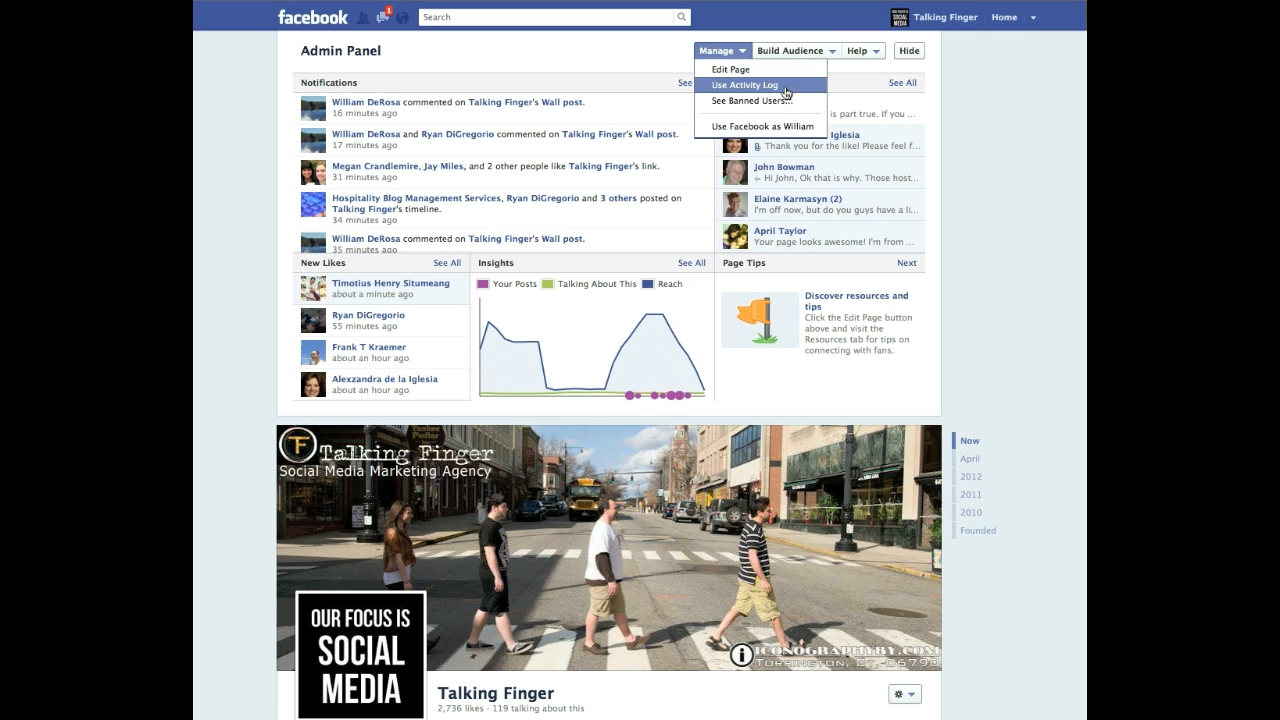 facebook
1
Search
Talking Finger
Home
Admin Panel
Manage
Build Audience
Help
Hide
Edit Page
Use Activity Log
See Banned Users...
Use Facebook as William
Notifications
See
See All
William DeRosa commented on Talking Finger's Wall post.
16 minutes ago
William DeRosa and Ryan DiGregorio commented on Talking Finger's Wall post.
17 minutes ago
Megan Crandlemire, Jay Miles, and 2 other people like Talking Finger's link.
31 minutes ago
Hospitality Blog Management Services, Ryan DiGregorio and 3 others posted on
Talking Finger's timeline.
34 minutes ago
William DeRosa commented on Talking Finger's Wall post.
35 minutes ago
is part true. If you ...
Iglesia
Thank you for the like! Please feel f...
John Bowman
Hi John, Ok that is why. Those host...
Elaine Karmasyn (2)
I'm off now, but do you guys have a li...
April Taylor
Your page looks awesome! I'm from ...
New Likes
See All
Timotius Henry Situmeang
about a minute ago
Ryan DiGregorio
55 minutes ago
Frank T Kraemer
about an hour ago
Alexzandra de la Iglesia
about an hour ago
Insights
See All
Your Posts
Talking About This
Reach
Page Tips
Next
Discover resources and
tips
Click the Edit Page button
above and visit the
Resources tab for tips on
connecting with fans.
Now
April
2012
2011
2010
Founded
TF
Talking Finger
Social Media Marketing Agency
OUR FOCUS IS
SOCIAL
MEDIA
i
ICONOGRAPHYBY.COM
TORRINGTON, CT, 06790
Talking Finger
2,736 likes · 119 talking about this